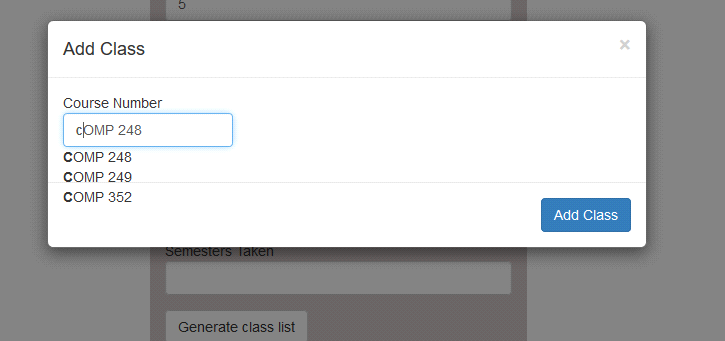 5
Add Class
×
Course Number
cOMP 248
COMP 248
COMP 249
COMP 352
Add Class
Semesters Taken
Generate class list